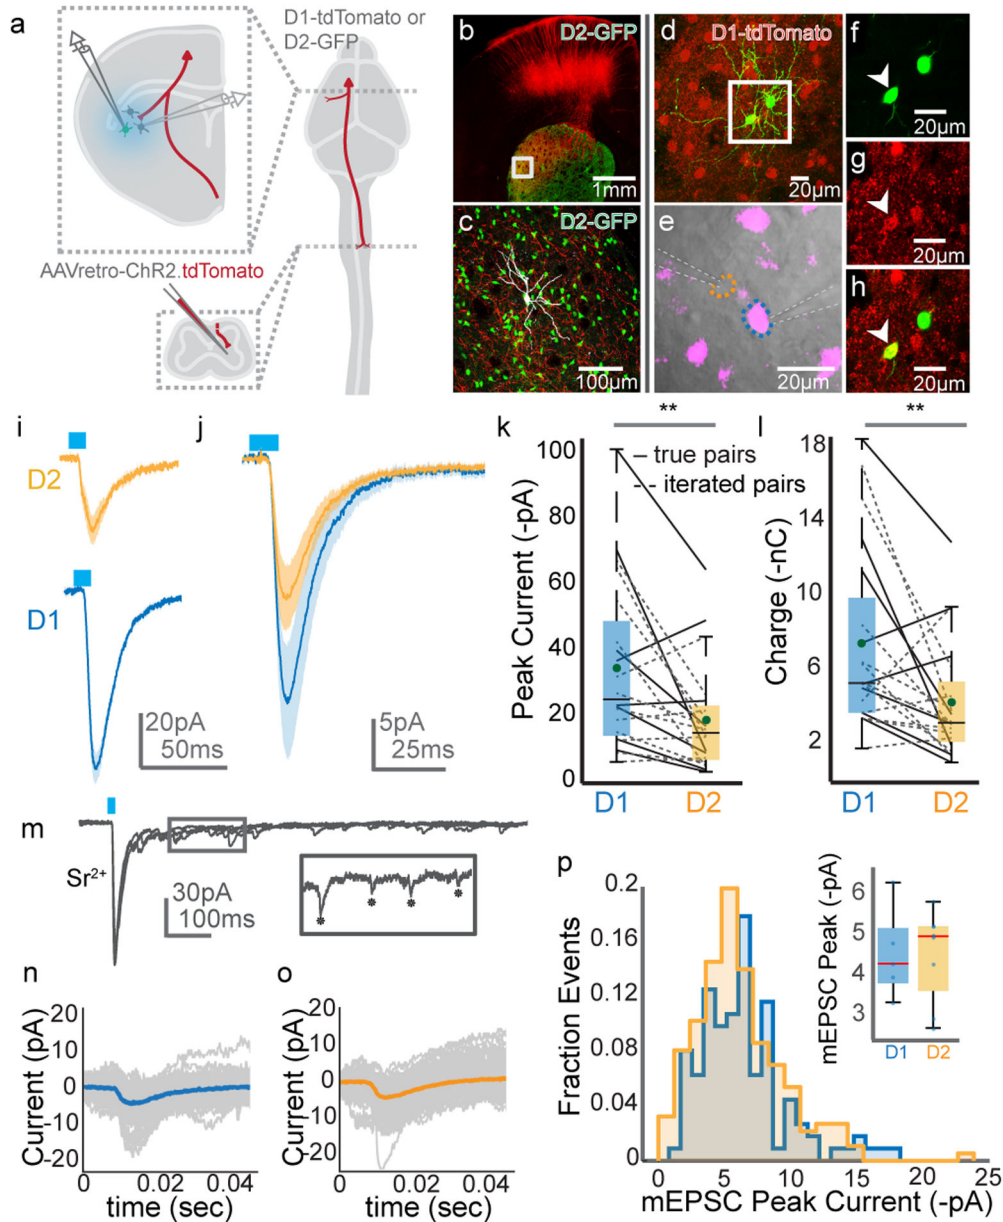 a
D1-tdTomato or
D2-GFP
AAVretro-ChR2.tdTomato
b
D2-GFP
1mm
c
D2-GFP
100µm
d
D1-tdTomato
20µm
e
20µm
f
20µm
g
20µm
h
20µm
i
D2
D1
20pA
50ms
j
5pA
25ms
k
**
– true pairs
-- iterated pairs
Peak Current (-pA)
100
80
60
40
20
0
D1
D2
l
**
Charge (-nC)
18
14
10
6
2
D1
D2
m
Sr²⁺
30pA
100ms
* * * *
n
Current (pA)
20
10
0
-10
-20
0
0.02
0.04
time (sec)
o
Current (pA)
20
10
0
-10
-20
0
0.02
0.04
time (sec)
p
Fraction Events
0.2
0.16
0.12
0.08
0.04
0
0
5
10
15
20
25
mEPSC Peak Current (-pA)
mEPSC Peak (-pA)
6
5
4
3
D1
D2